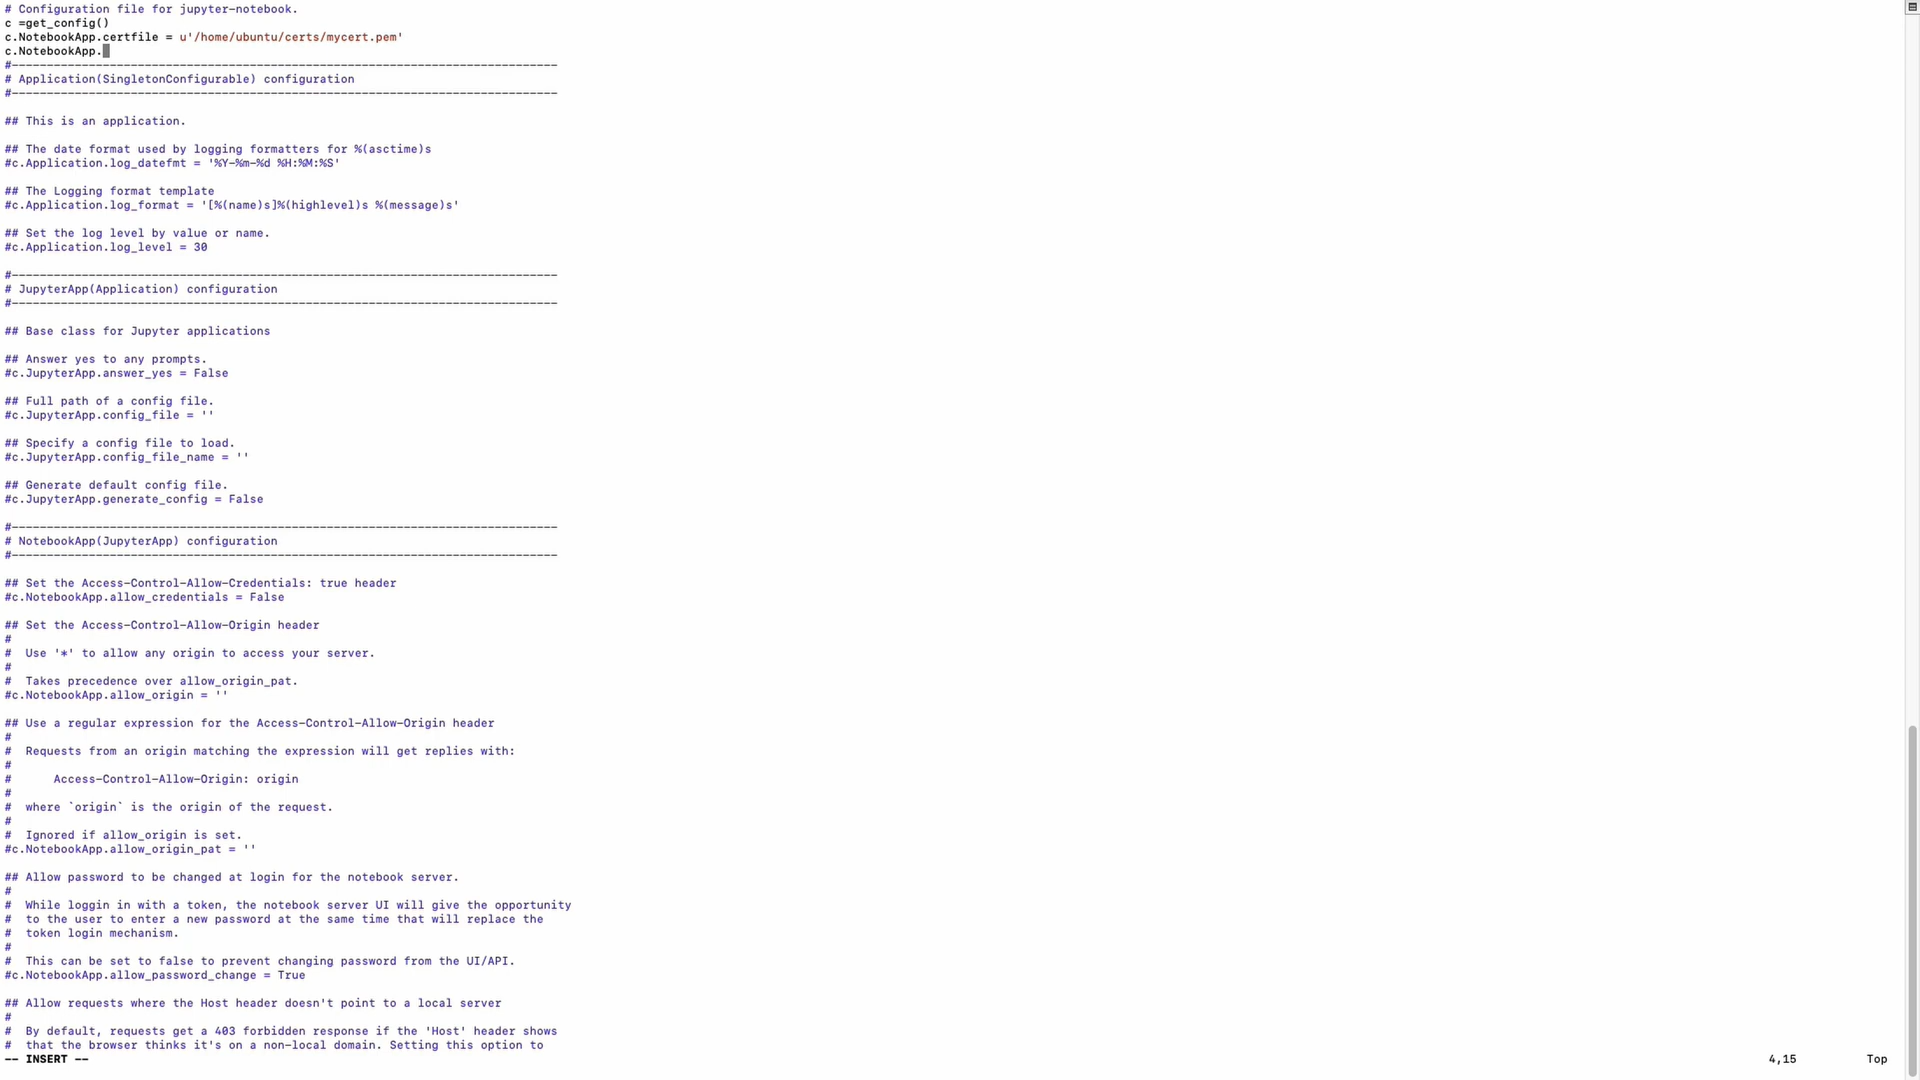 # Configuration file for jupyter-notebook.
c =get_config()
c.NotebookApp.certfile = u'/home/ubuntu/certs/mycert.pem'
c.NotebookApp.
#------------------------------------------------------------------------------
# Application(SingletonConfigurable) configuration
#------------------------------------------------------------------------------
## This is an application.
## The date format used by logging formatters for %(asctime)s
#c.Application.log_datefmt = '%Y-%m-%d %H:%M:%S'
## The Logging format template
#c.Application.log_format = '[%(name)s]%(highlevel)s %(message)s'
## Set the log level by value or name.
#c.Application.log_level = 30
#------------------------------------------------------------------------------
# JupyterApp(Application) configuration
#------------------------------------------------------------------------------
## Base class for Jupyter applications
## Answer yes to any prompts.
#c.JupyterApp.answer_yes = False
## Full path of a config file.
#c.JupyterApp.config_file = ''
## Specify a config file to load.
#c.JupyterApp.config_file_name = ''
## Generate default config file.
#c.JupyterApp.generate_config = False
#------------------------------------------------------------------------------
# NotebookApp(JupyterApp) configuration
#------------------------------------------------------------------------------
## Set the Access-Control-Allow-Credentials: true header
#c.NotebookApp.allow_credentials = False
## Set the Access-Control-Allow-Origin header
#
#  Use '*' to allow any origin to access your server.
#
#  Takes precedence over allow_origin_pat.
#c.NotebookApp.allow_origin = ''
## Use a regular expression for the Access-Control-Allow-Origin header
#
#  Requests from an origin matching the expression will get replies with:
#
#      Access-Control-Allow-Origin: origin
#
#  where `origin` is the origin of the request.
#
#  Ignored if allow_origin is set.
#c.NotebookApp.allow_origin_pat = ''
## Allow password to be changed at login for the notebook server.
#
#  While loggin in with a token, the notebook server UI will give the opportunity
#  to the user to enter a new password at the same time that will replace the
#  token login mechanism.
#
#  This can be set to false to prevent changing password from the UI/API.
#c.NotebookApp.allow_password_change = True
## Allow requests where the Host header doesn't point to a local server
#
#  By default, requests get a 403 forbidden response if the 'Host' header shows
#  that the browser thinks it's on a non-local domain. Setting this option to
-- INSERT -- 4,15 Top